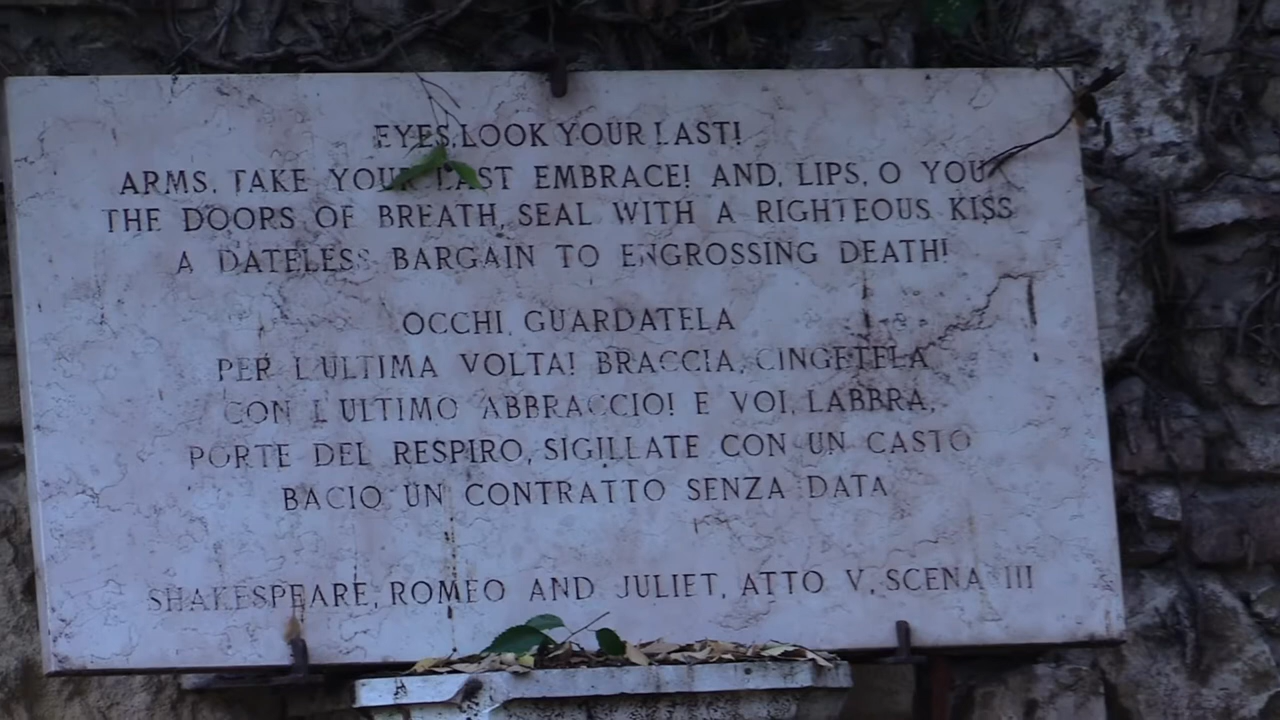 EYES, LOOK YOUR LAST!
ARMS, TAKE YOUR LAST EMBRACE! AND, LIPS, O YOU
THE DOORS OF BREATH, SEAL WITH A RIGHTEOUS KISS
A DATELESS BARGAIN TO ENGROSSING DEATH!
OCCHI, GUARDATELA
PER L'ULTIMA VOLTA! BRACCIA, CINGETELA
CON L'ULTIMO ABBRACCIO! E VOI, LABBRA,
PORTE DEL RESPIRO, SIGILLATE CON UN CASTO
BACIO UN CONTRATTO SENZA DATA
SHAKESPEARE, ROMEO AND JULIET, ATTO V, SCENA III